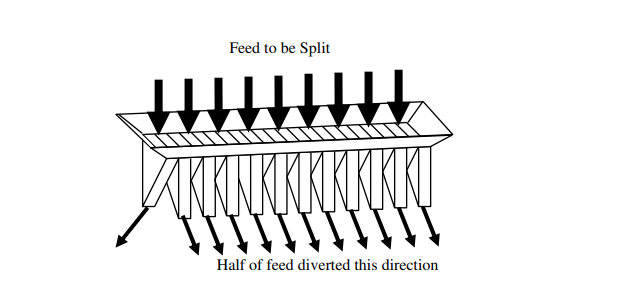 Feed to be Split
Half of feed diverted this direction